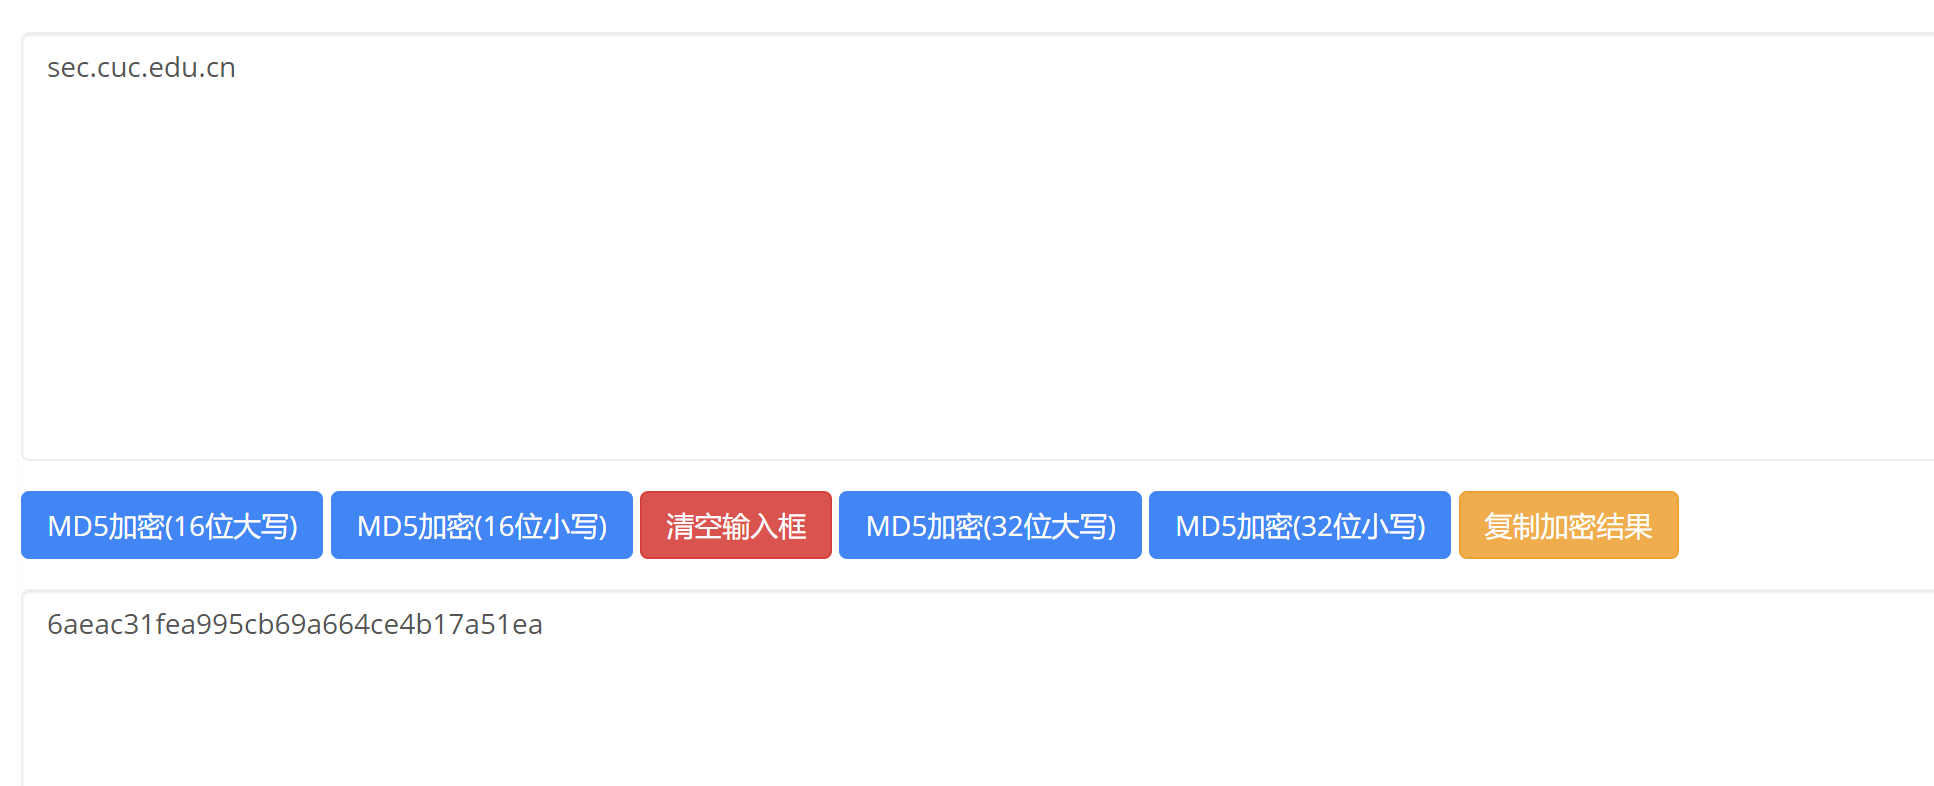 sec.cuc.edu.cn
MD5加密(16位大写) MD5加密(16位小写) 清空输入框 MD5加密(32位大写) MD5加密(32位小写) 复制加密结果
6aeac31fea995cb69a664ce4b17a51ea